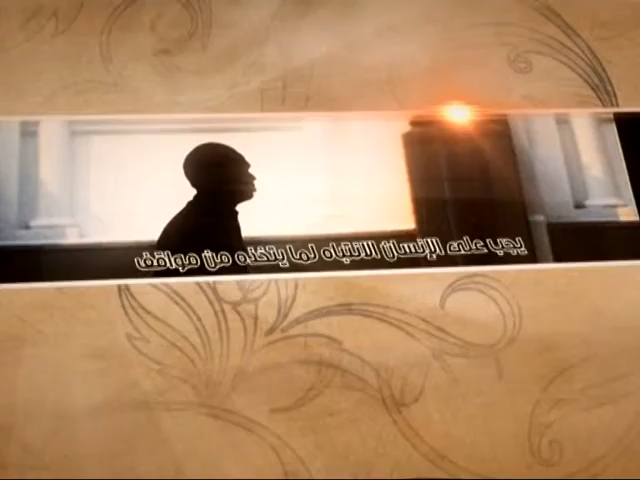 يجب على الإنسان الانتباه لما يتخذه من مواقف